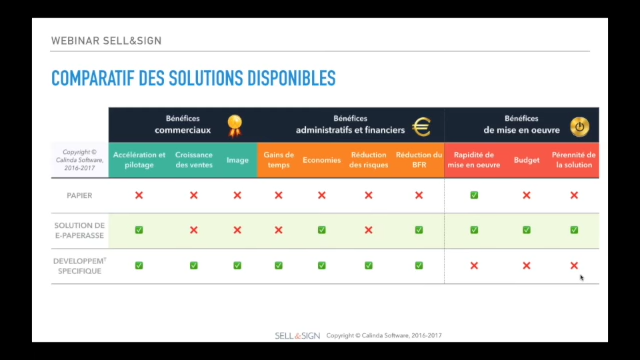 WEBINAR SELL&SIGN
COMPARATIF DES SOLUTIONS DISPONIBLES
Bénéfices
commerciaux
Bénéfices
administratifs et financiers
Bénéfices
de mise en oeuvre
Copyright ©
Calinda Software,
2016-2017
Accélération et
pilotage
Croissance
des ventes
Image
Gains de
temps
Economies
Réduction
des risques
Réduction du
BFR
Rapidité de
mise en oeuvre
Budget
Pérennité de
la solution
PAPIER
SOLUTION DE
E-PAPERASSE
DÉVELOPPEMT
SPÉCIFIQUE
SELL&SIGN Copyright © Calinda Software, 2016-2017